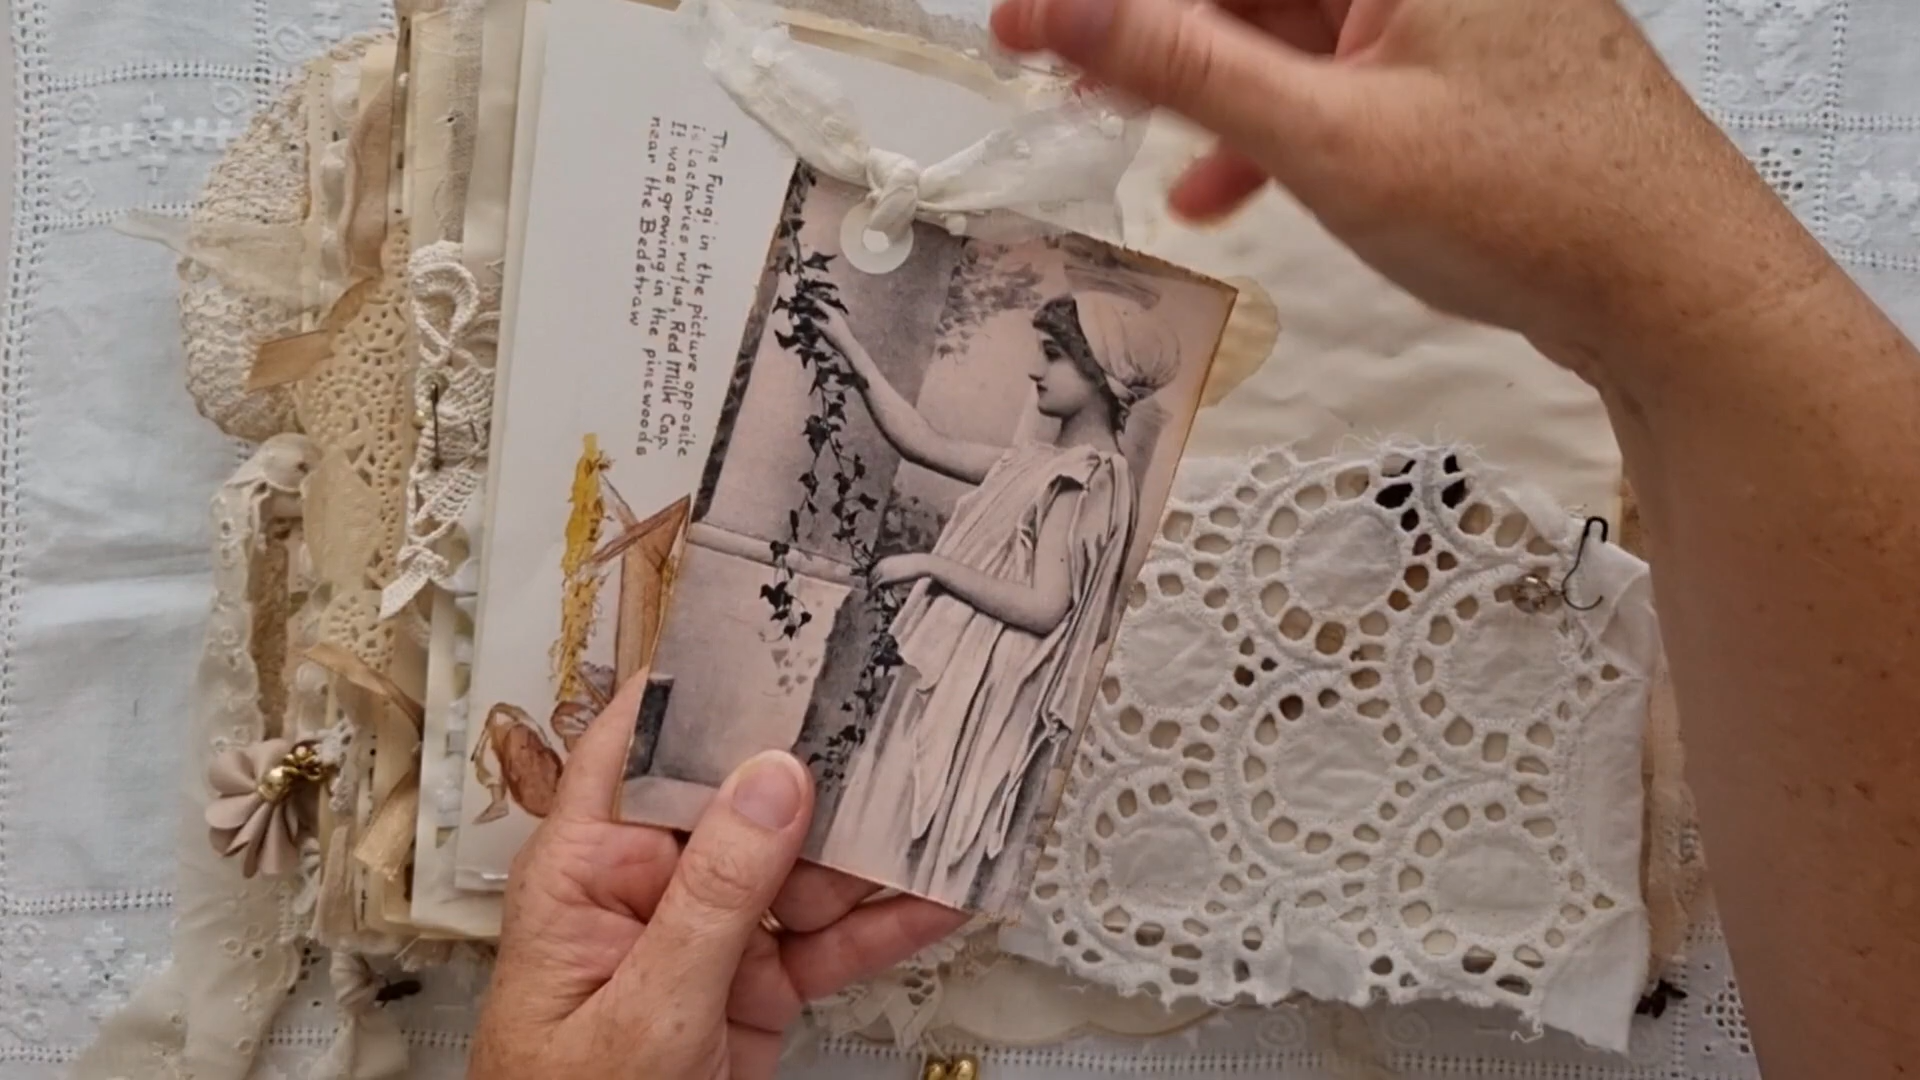 The Fungi in the picture opposite
is Lactaries rufus, Red Milk Cap.
It was growing in the pinewoods
near the Bedstraw